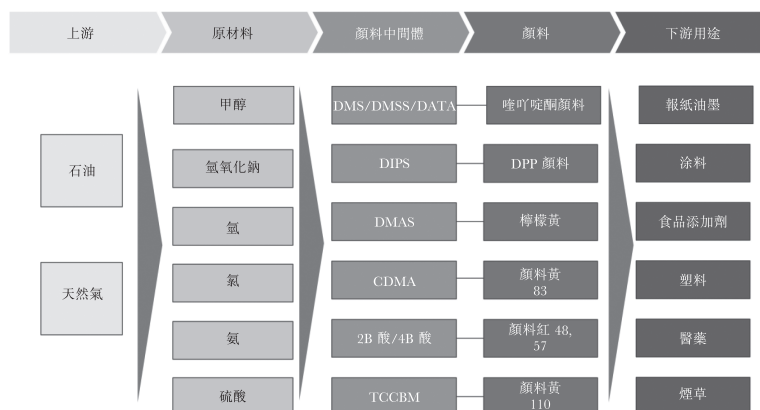 上游
原材料
顏料中間體
顏料
下游用途
甲醇
DMS/DMSS/DATA
喹吖啶酮顏料
報紙油墨
石油
氫氧化鈉
DIPS
DPP 顏料
涂料
氫
DMAS
檸檬黃
食品添加劑
天然氣
氯
CDMA
顏料黃
83
塑料
氨
2B 酸/4B 酸
顏料紅 48,
57
醫藥
硫酸
TCCBM
顏料黃
110
煙草